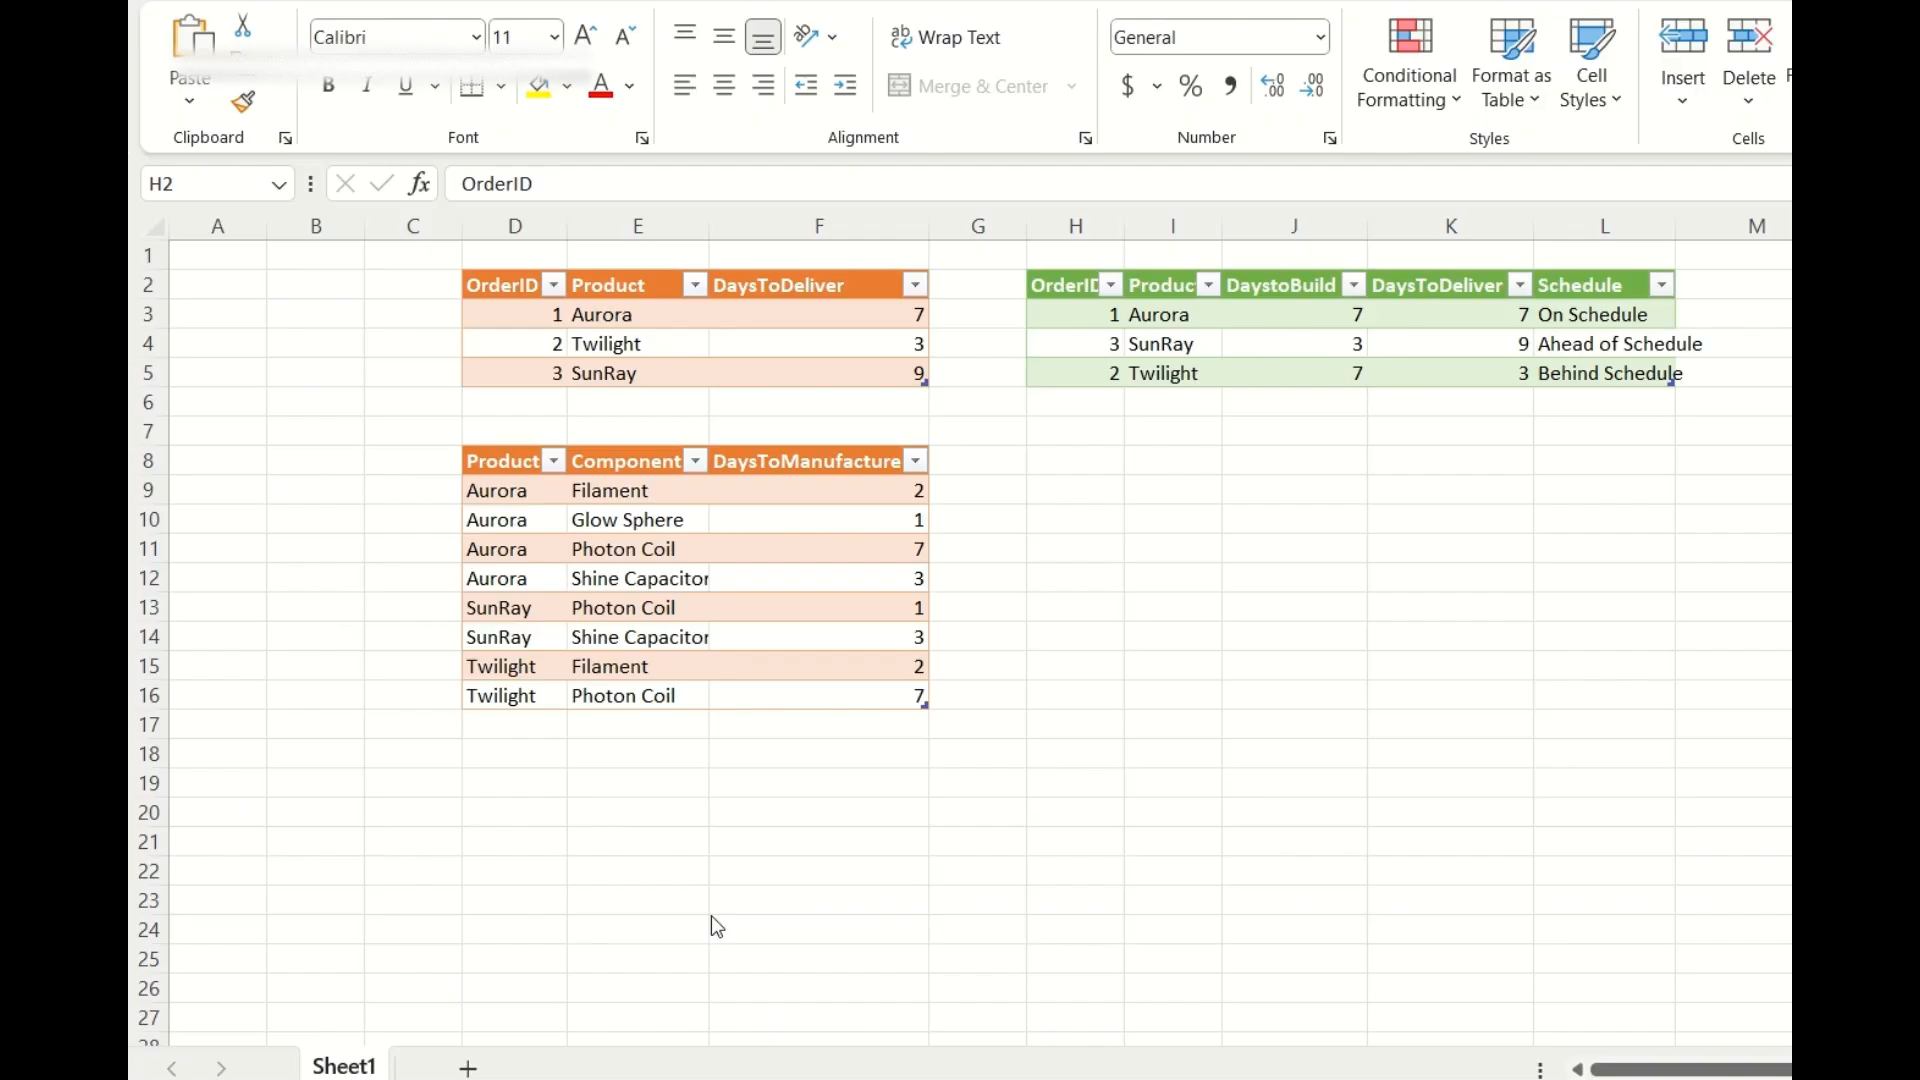 Calibri 11 Wrap Text General
Paste B I U A Merge & Center $ % Conditional Formatting Format as Table Cell Styles Insert Delete
Clipboard Font Alignment Number Styles Cells
H2 fx OrderID
A B C D E F G H I J K L M
1
2 OrderID Product DaysToDeliver OrderID Produc DaystoBuild DaysToDeliver Schedule
3 1 Aurora 7 1 Aurora 7 7 On Schedule
4 2 Twilight 3 3 SunRay 3 9 Ahead of Schedule
5 3 SunRay 9 2 Twilight 7 3 Behind Schedule
6
7
8 Product Component DaysToManufacture
9 Aurora Filament 2
10 Aurora Glow Sphere 1
11 Aurora Photon Coil 7
12 Aurora Shine Capacitor 3
13 SunRay Photon Coil 1
14 SunRay Shine Capacitor 3
15 Twilight Filament 2
16 Twilight Photon Coil 7
17
18
19
20
21
22
23
24
25
26
27
28
Sheet1